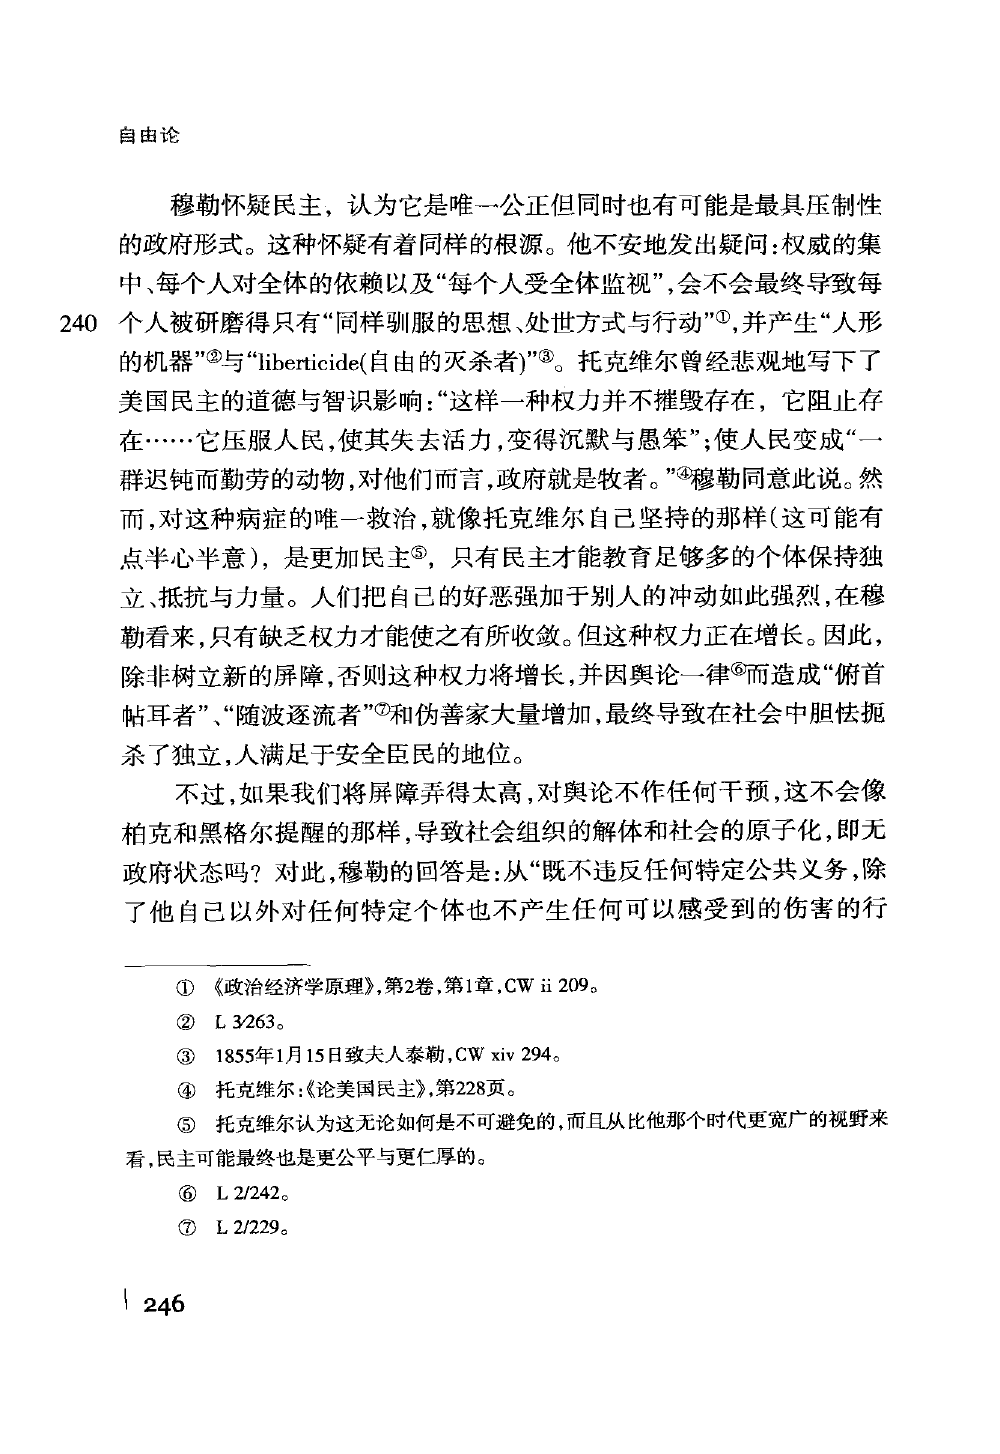 自由论
穆勒怀疑民主，认为它是唯一公正但同时也有可能是最具压制性
的政府形式。这种怀疑有着同样的根源。他不安地发出疑问：权威的集
中、每个人对全体的依赖以及“每个人受全体监视”，会不会最终导致每
240 个人被研磨得只有“同样驯服的思想、处世方式与行动”①，并产生“人形
的机器”②与“liberticide(自由的灭杀者)”③。托克维尔曾经悲观地写下了
美国民主的道德与智识影响：“这样一种权力并不摧毁存在，它阻止存
在……它压服人民，使其失去活力，变得沉默与愚笨”；使人民变成“一
群迟钝而勤劳的动物，对他们而言，政府就是牧者。”④穆勒同意此说。然
而，对这种病症的唯一救治，就像托克维尔自己坚持的那样（这可能有
点半心半意），是更加民主⑤，只有民主才能教育足够多的个体保持独
立、抵抗与力量。人们把自己的好恶强加于别人的冲动如此强烈，在穆
勒看来，只有缺乏权力才能使之有所收敛。但这种权力正在增长。因此，
除非树立新的屏障，否则这种权力将增长，并因舆论一律⑥而造成“俯首
帖耳者”、“随波逐流者”⑦和伪善家大量增加，最终导致在社会中胆怯扼
杀了独立，人满足于安全臣民的地位。
不过，如果我们将屏障弄得太高，对舆论不作任何干预，这不会像
柏克和黑格尔提醒的那样，导致社会组织的解体和社会的原子化，即无
政府状态吗？对此，穆勒的回答是：从“既不违反任何特定公共义务，除
了他自己以外对任何特定个体也不产生任何可以感受到的伤害的行
① 《政治经济学原理》，第2卷，第1章，CW ii 209。
② L 3/263。
③ 1855年1月15日致夫人泰勒，CW xiv 294。
④ 托克维尔：《论美国民主》，第228页。
⑤ 托克维尔认为这无论如何是不可避免的，而且从比他那个时代更宽广的视野来
看，民主可能最终也是更公平与更仁厚的。
⑥ L 2/242。
⑦ L 2/229。
246